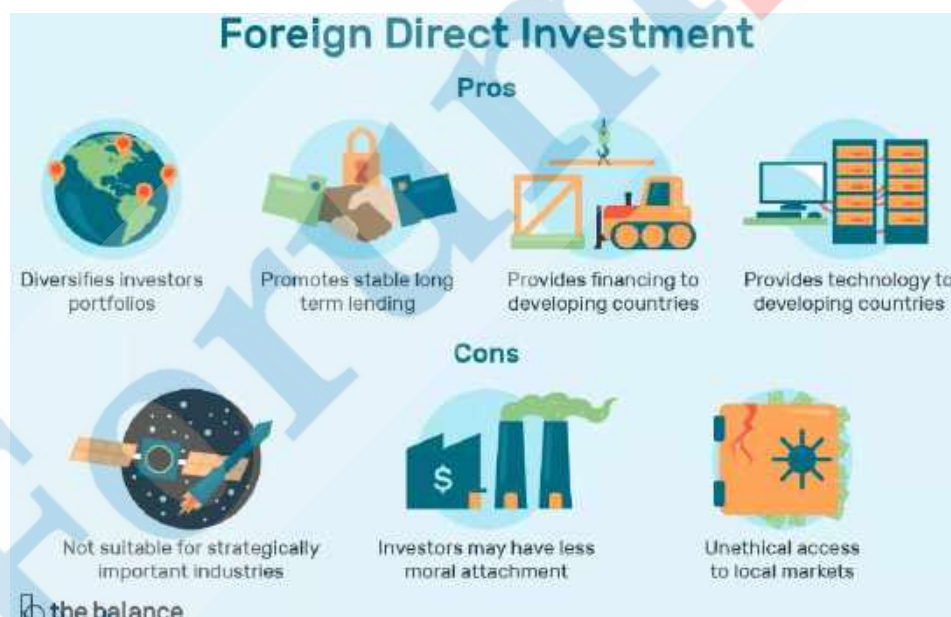 Foreign Direct Investment
Pros
Diversifies investors
portfolios
Promotes stable long
term lending
Provides financing to
developing countries
Provides technology to
developing countries
Cons
Not suitable for strategically
important industries
$
Investors may have less
moral attachment
Unethical access
to local markets
the balance